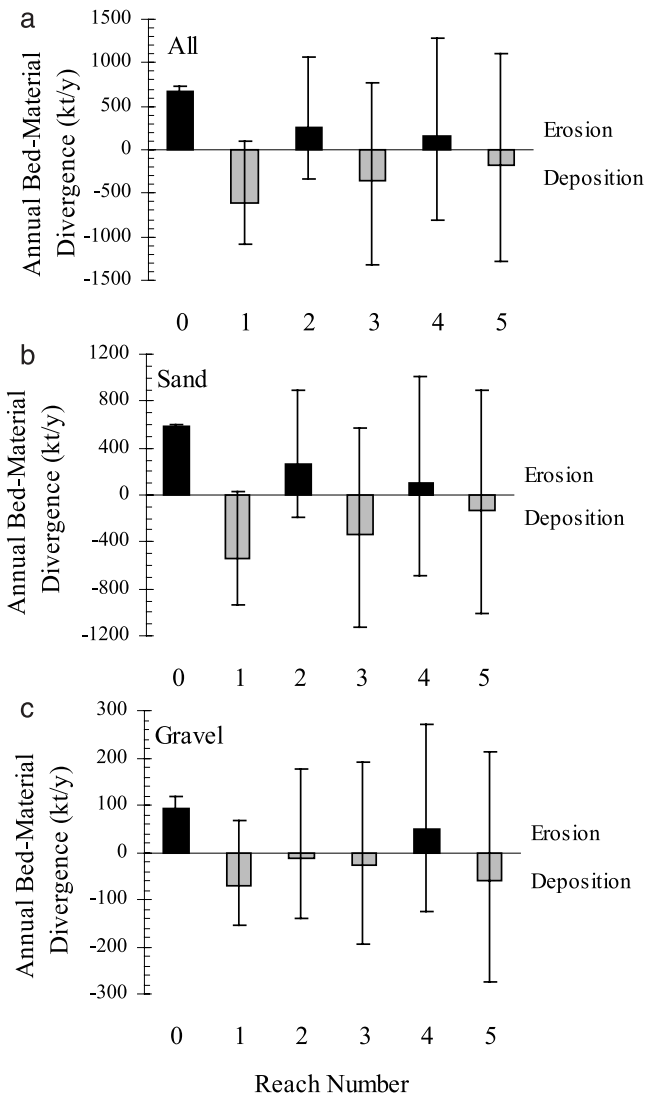 a
Annual Bed-Material
Divergence (kt/y)
1500
1000
500
0
-500
-1000
-1500
All
Erosion
Deposition
0 1 2 3 4 5
b
Annual Bed-Material
Divergence (kt/y)
1200
800
400
0
-400
-800
-1200
Sand
Erosion
Deposition
0 1 2 3 4 5
c
Annual Bed-Material
Divergence (kt/y)
300
200
100
0
-100
-200
-300
Gravel
Erosion
Deposition
0 1 2 3 4 5
Reach Number